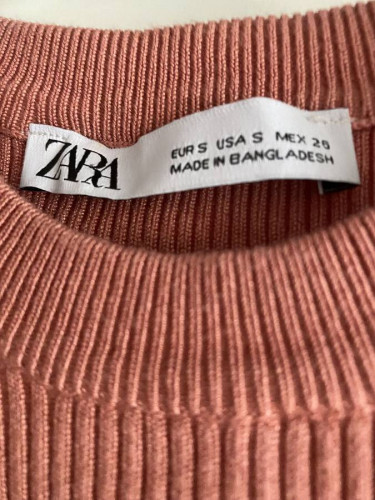 ZARA
EUR S USA S MEX 26
MADE IN BANGLADESH